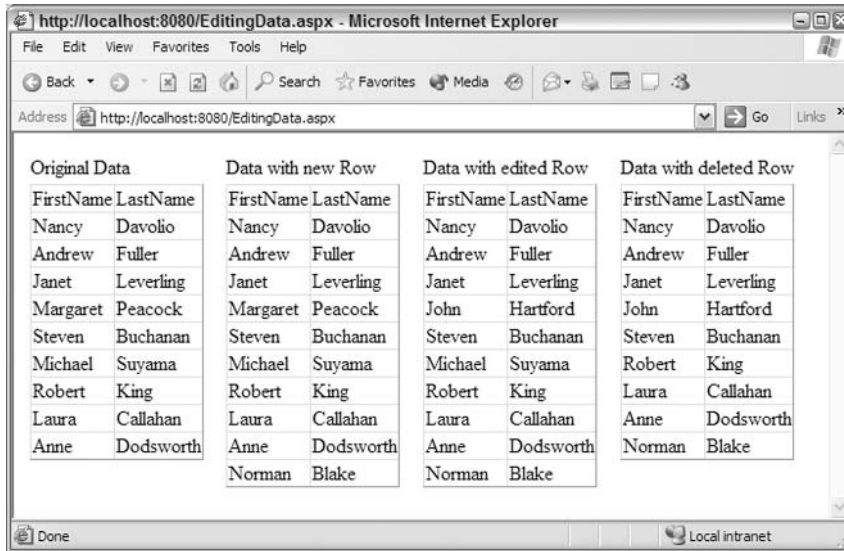 http://localhost:8080/EditingData.aspx - Microsoft Internet Explorer
File Edit View Favorites Tools Help
Back Search Favorites Media
Address http://localhost:8080/EditingData.aspx Go Links »
Original Data
FirstName LastName
Nancy Davolio
Andrew Fuller
Janet Leverling
Margaret Peacock
Steven Buchanan
Michael Suyama
Robert King
Laura Callahan
Anne Dodsworth
Data with new Row
FirstName LastName
Nancy Davolio
Andrew Fuller
Janet Leverling
Margaret Peacock
Steven Buchanan
Michael Suyama
Robert King
Laura Callahan
Anne Dodsworth
Norman Blake
Data with edited Row
FirstName LastName
Nancy Davolio
Andrew Fuller
Janet Leverling
John Hartford
Steven Buchanan
Michael Suyama
Robert King
Laura Callahan
Anne Dodsworth
Norman Blake
Data with deleted Row
FirstName LastName
Nancy Davolio
Andrew Fuller
Janet Leverling
John Hartford
Steven Buchanan
Robert King
Laura Callahan
Anne Dodsworth
Norman Blake
Done Local intranet